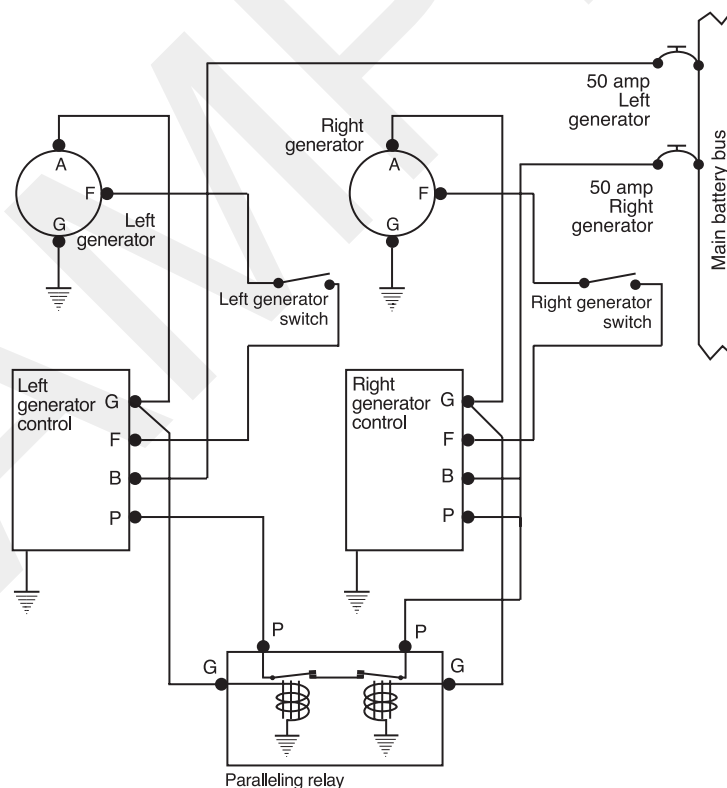 50 amp
Left
generator
50 amp
Right
generator
Main battery bus
A
F
G
Left
generator
Right
generator
A
F
G
Left generator
switch
Right generator
switch
Left
generator
control
G
F
B
P
Right
generator
control
G
F
B
P
P
P
G
G
Paralleling relay